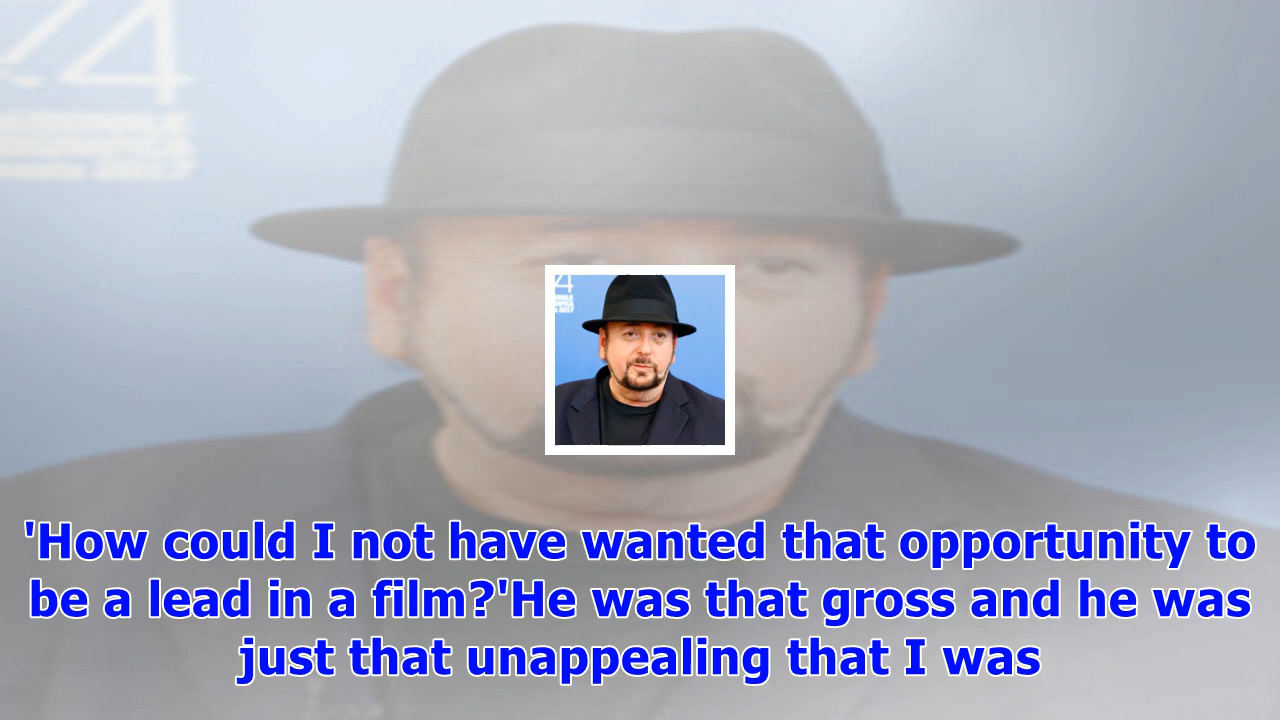 74
'How could I not have wanted that opportunity to
be a lead in a film?'He was that gross and he was
just that unappealing that I was